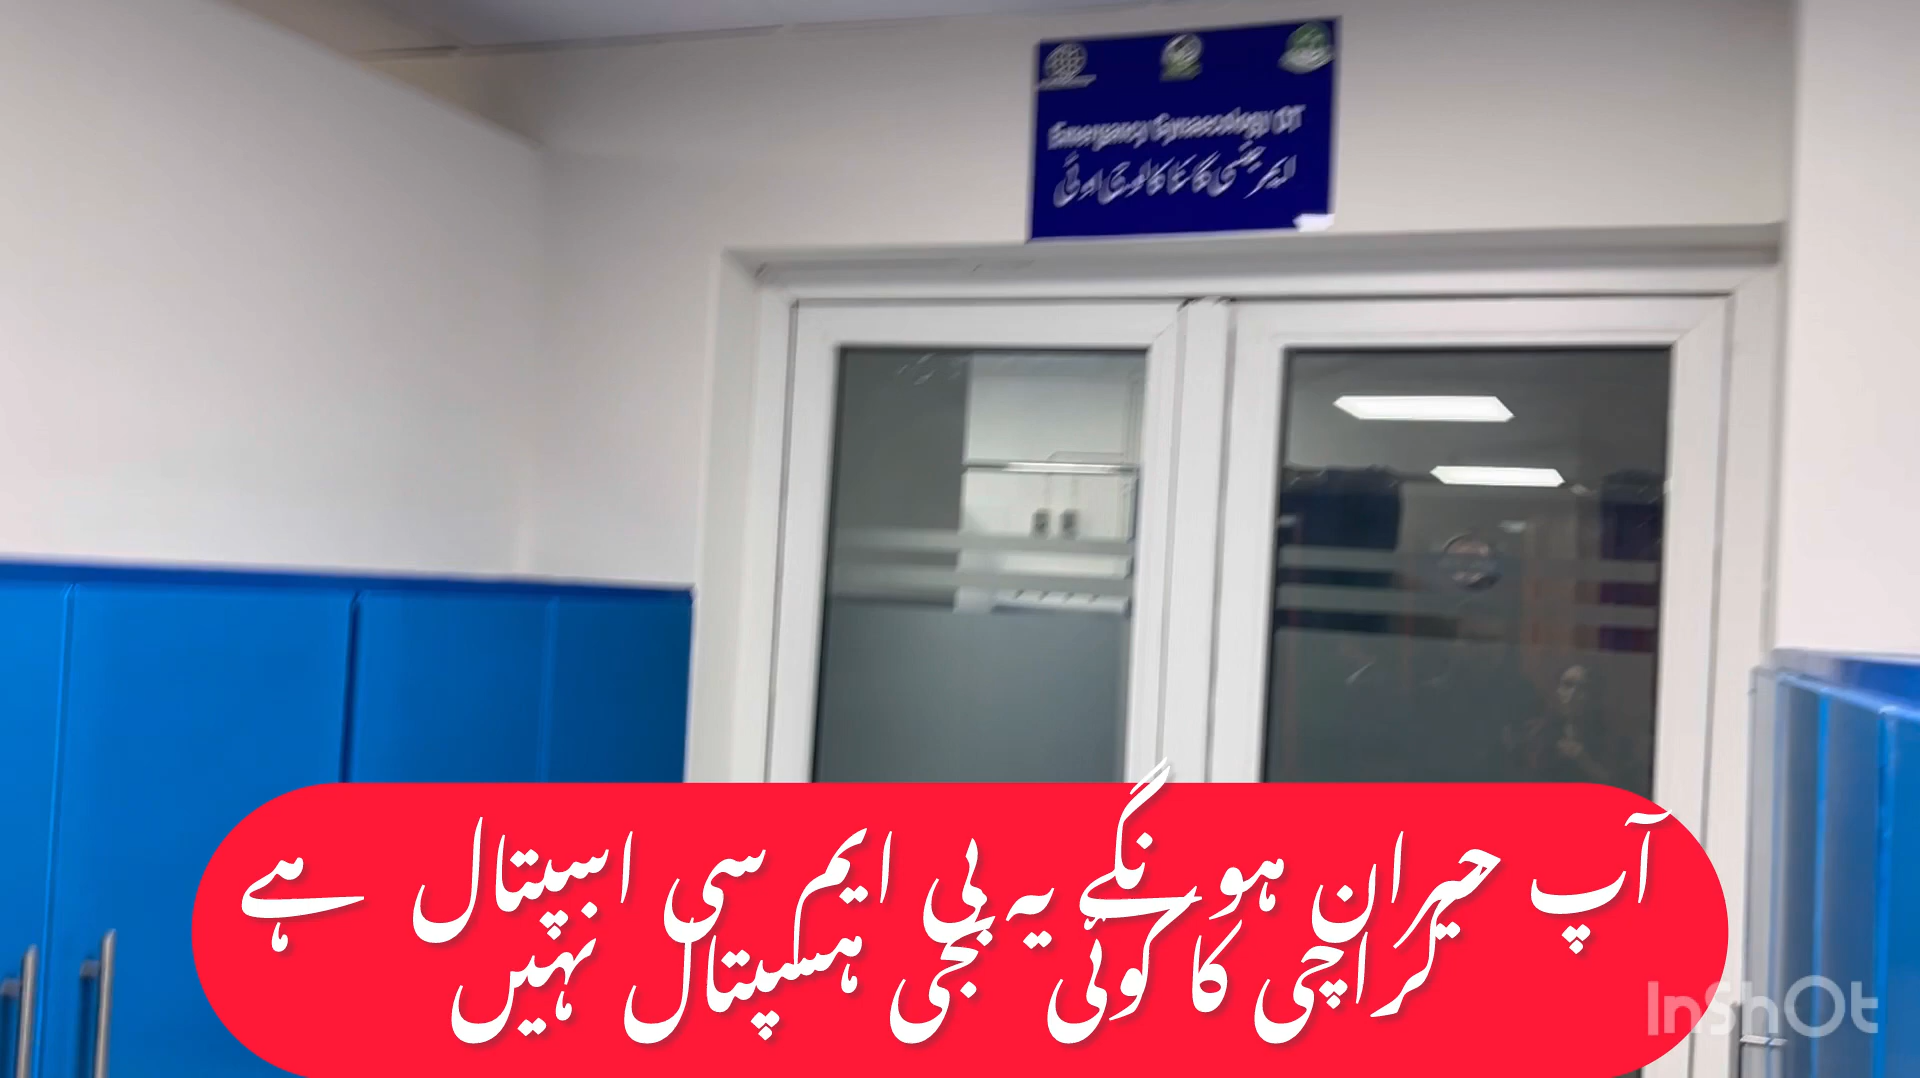 Emergency Gynaecology OT
ایمرجنسی گائناکالوجی او ٹی
آپ حیران ہونگے یہ بی ایم سی اسپتال ہے
کراچی کا کوئی نجی ہسپتال نہیں
InShOt